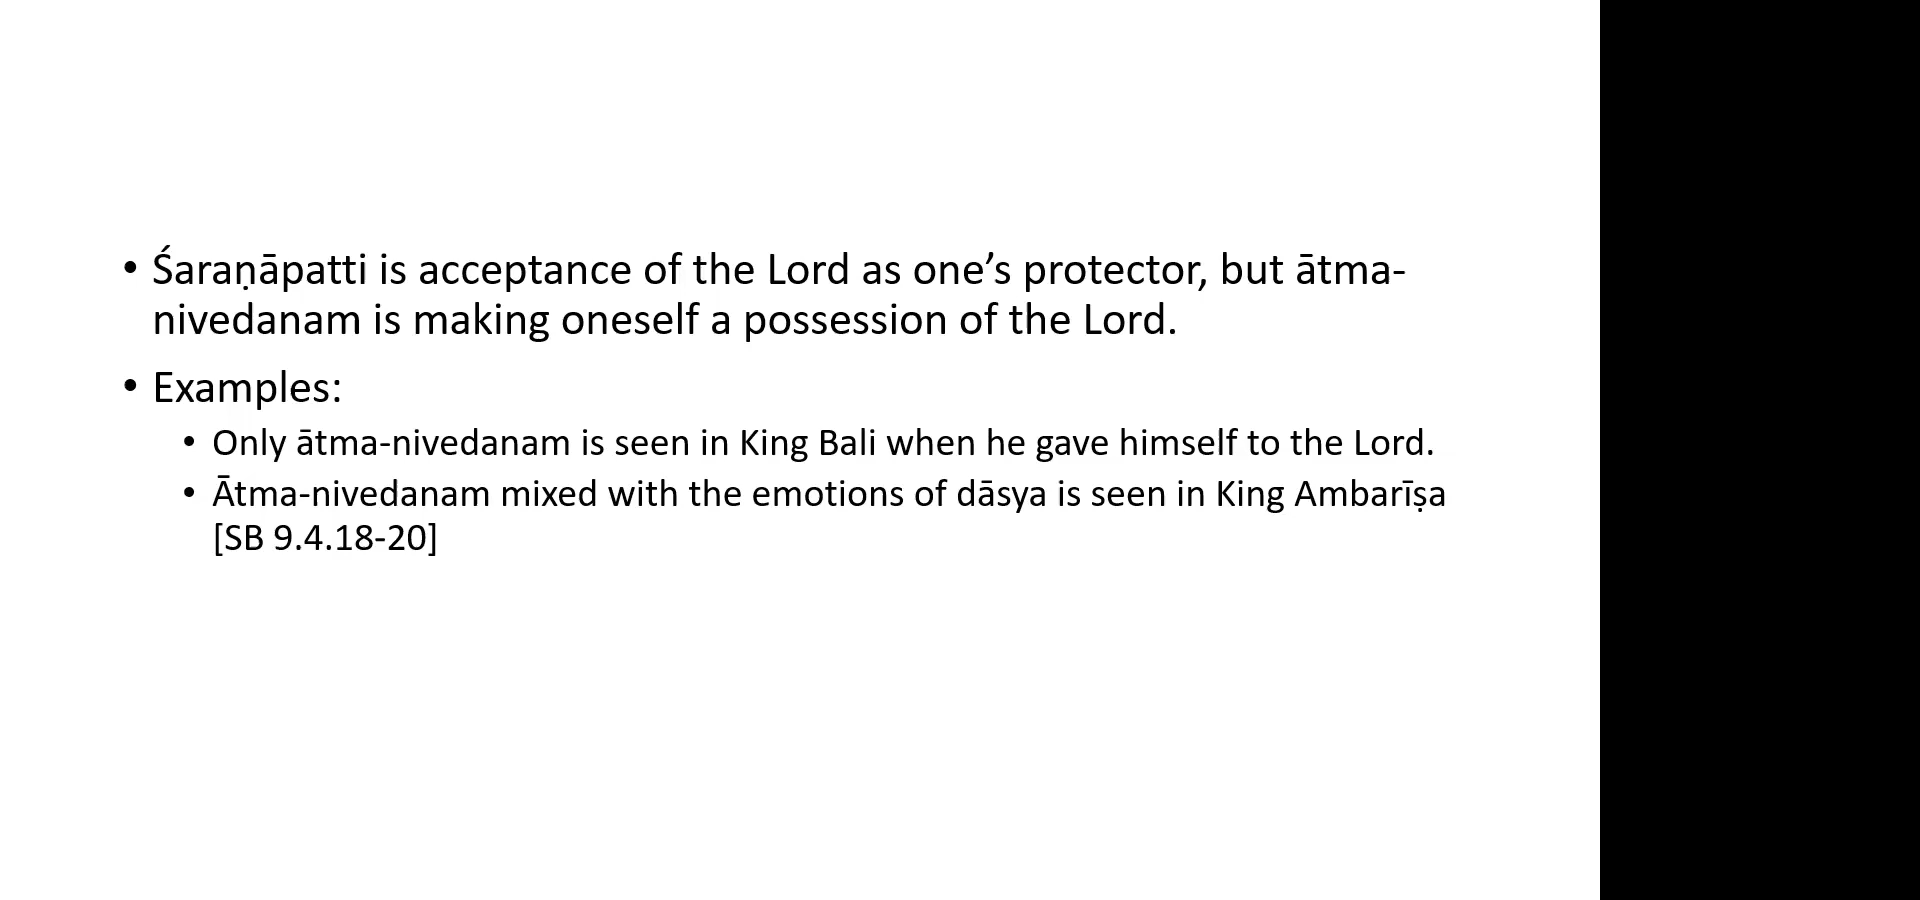 • Śaraṇāpatti is acceptance of the Lord as one’s protector, but ātma-
nivedanam is making oneself a possession of the Lord.
• Examples:
• Only ātma-nivedanam is seen in King Bali when he gave himself to the Lord.
• Ātma-nivedanam mixed with the emotions of dāsya is seen in King Ambarīṣa
[SB 9.4.18-20]